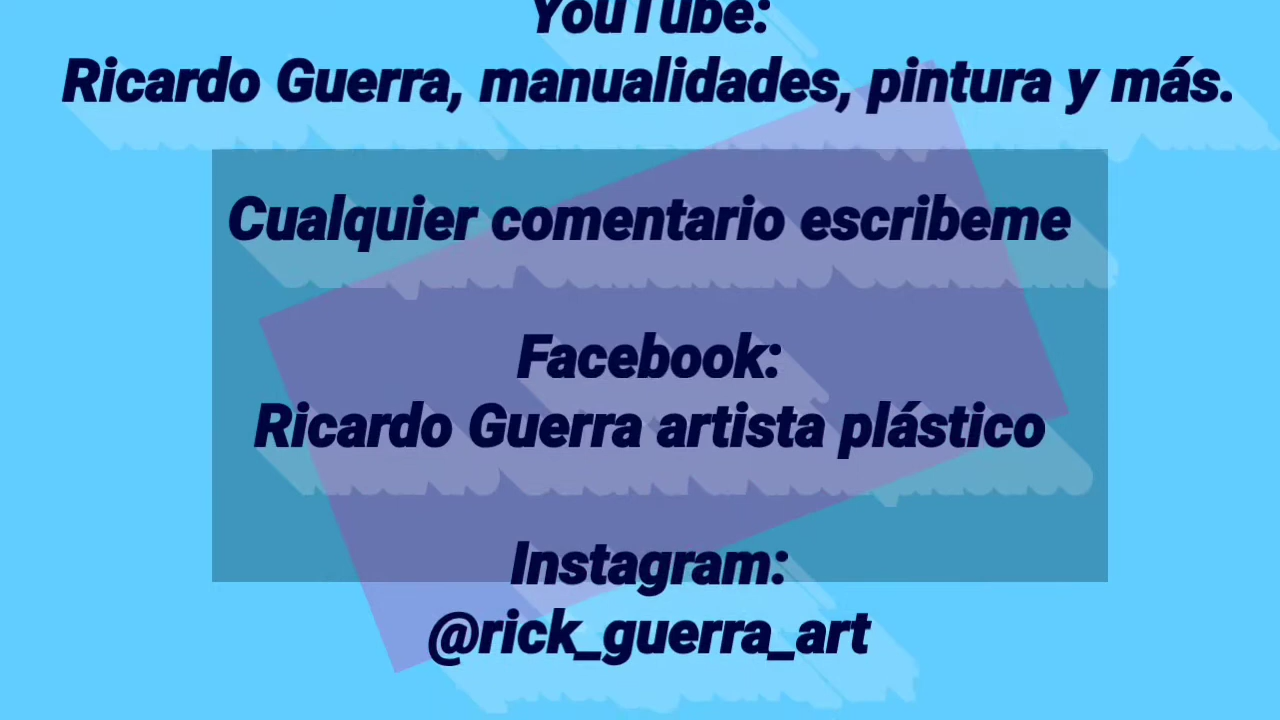 YouTube:
Ricardo Guerra, manualidades, pintura y más.
Cualquier comentario escribeme
Facebook:
Ricardo Guerra artista plástico
Instagram:
@rick_guerra_art